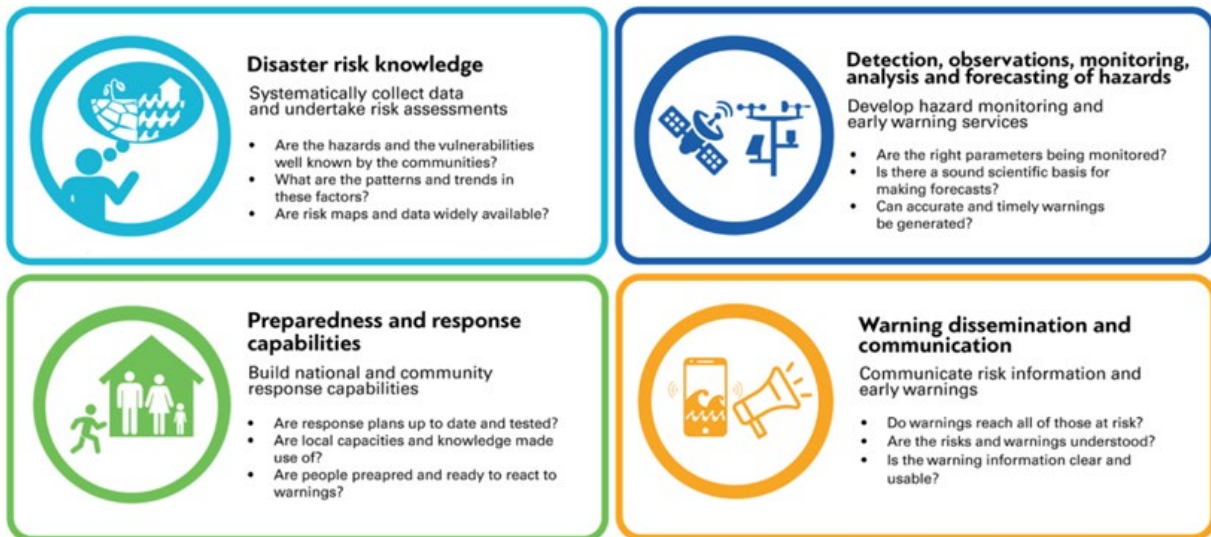 Disaster risk knowledge
Systematically collect data
and undertake risk assessments
• Are the hazards and the vulnerabilities
well known by the communities?
• What are the patterns and trends in
these factors?
• Are risk maps and data widely available?
Detection, observations, monitoring,
analysis and forecasting of hazards
Develop hazard monitoring and
early warning services
• Are the right parameters being monitored?
• Is there a sound scientific basis for
making forecasts?
• Can accurate and timely warnings
be generated?
Preparedness and response
capabilities
Build national and community
response capabilities
• Are response plans up to date and tested?
• Are local capacities and knowledge made
use of?
• Are people preapred and ready to react to
warnings?
Warning dissemination and
communication
Communicate risk information and
early warnings
• Do warnings reach all of those at risk?
• Are the risks and warnings understood?
• Is the warning information clear and
usable?